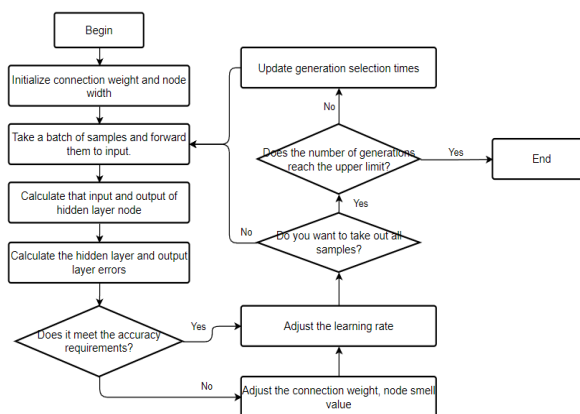 Begin
Initialize connection weight and node
width
Take a batch of samples and forward
them to input.
Calculate that input and output of
hidden layer node
Calculate the hidden layer and output
layer errors
Does it meet the accuracy
requirements?
Yes
No
Adjust the connection weight, node smell
value
Adjust the learning rate
Do you want to take out all
samples?
No
Yes
Does the number of generations
reach the upper limit?
No
Yes
Update generation selection times
End